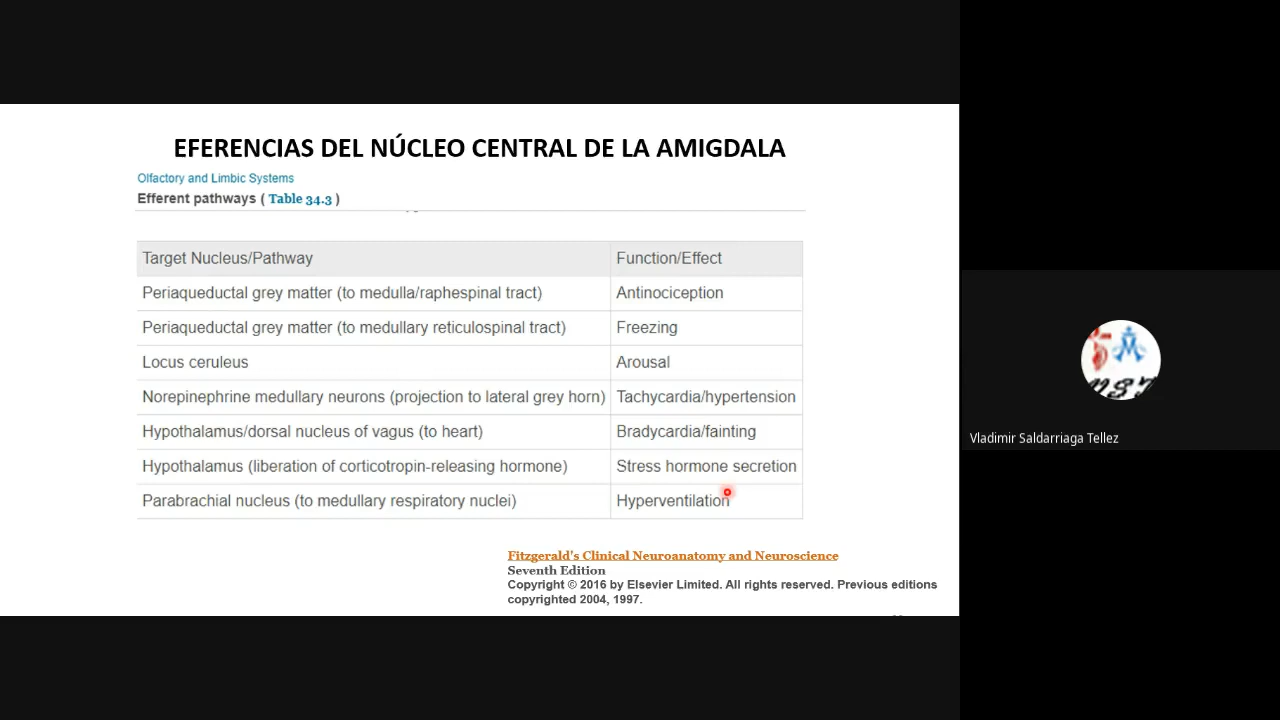 EFERENCIAS DEL NÚCLEO CENTRAL DE LA AMIGDALA
Olfactory and Limbic Systems
Efferent pathways ( Table 34.3 )
Target Nucleus/Pathway Function/Effect
Periaqueductal grey matter (to medulla/raphespinal tract) Antinociception
Periaqueductal grey matter (to medullary reticulospinal tract) Freezing
Locus ceruleus Arousal
Norepinephrine medullary neurons (projection to lateral grey horn) Tachycardia/hypertension
Hypothalamus/dorsal nucleus of vagus (to heart) Bradycardia/fainting
Hypothalamus (liberation of corticotropin-releasing hormone) Stress hormone secretion
Parabrachial nucleus (to medullary respiratory nuclei) Hyperventilation
Fitzgerald's Clinical Neuroanatomy and Neuroscience
Seventh Edition
Copyright © 2016 by Elsevier Limited. All rights reserved. Previous editions
copyrighted 2004, 1997.
Vladimir Saldarriaga Tellez